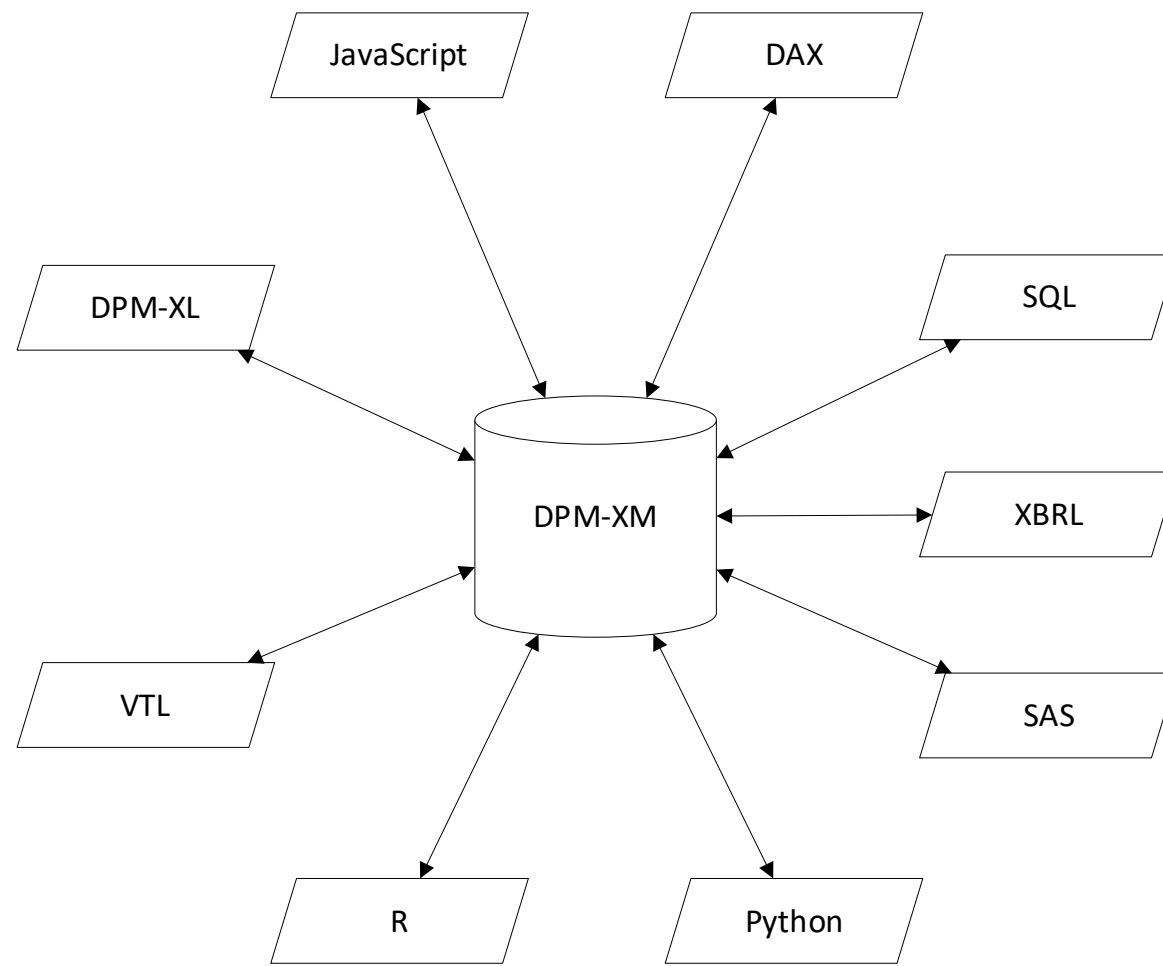 JavaScript
DAX
DPM-XL
SQL
DPM-XM
XBRL
VTL
SAS
R
Python